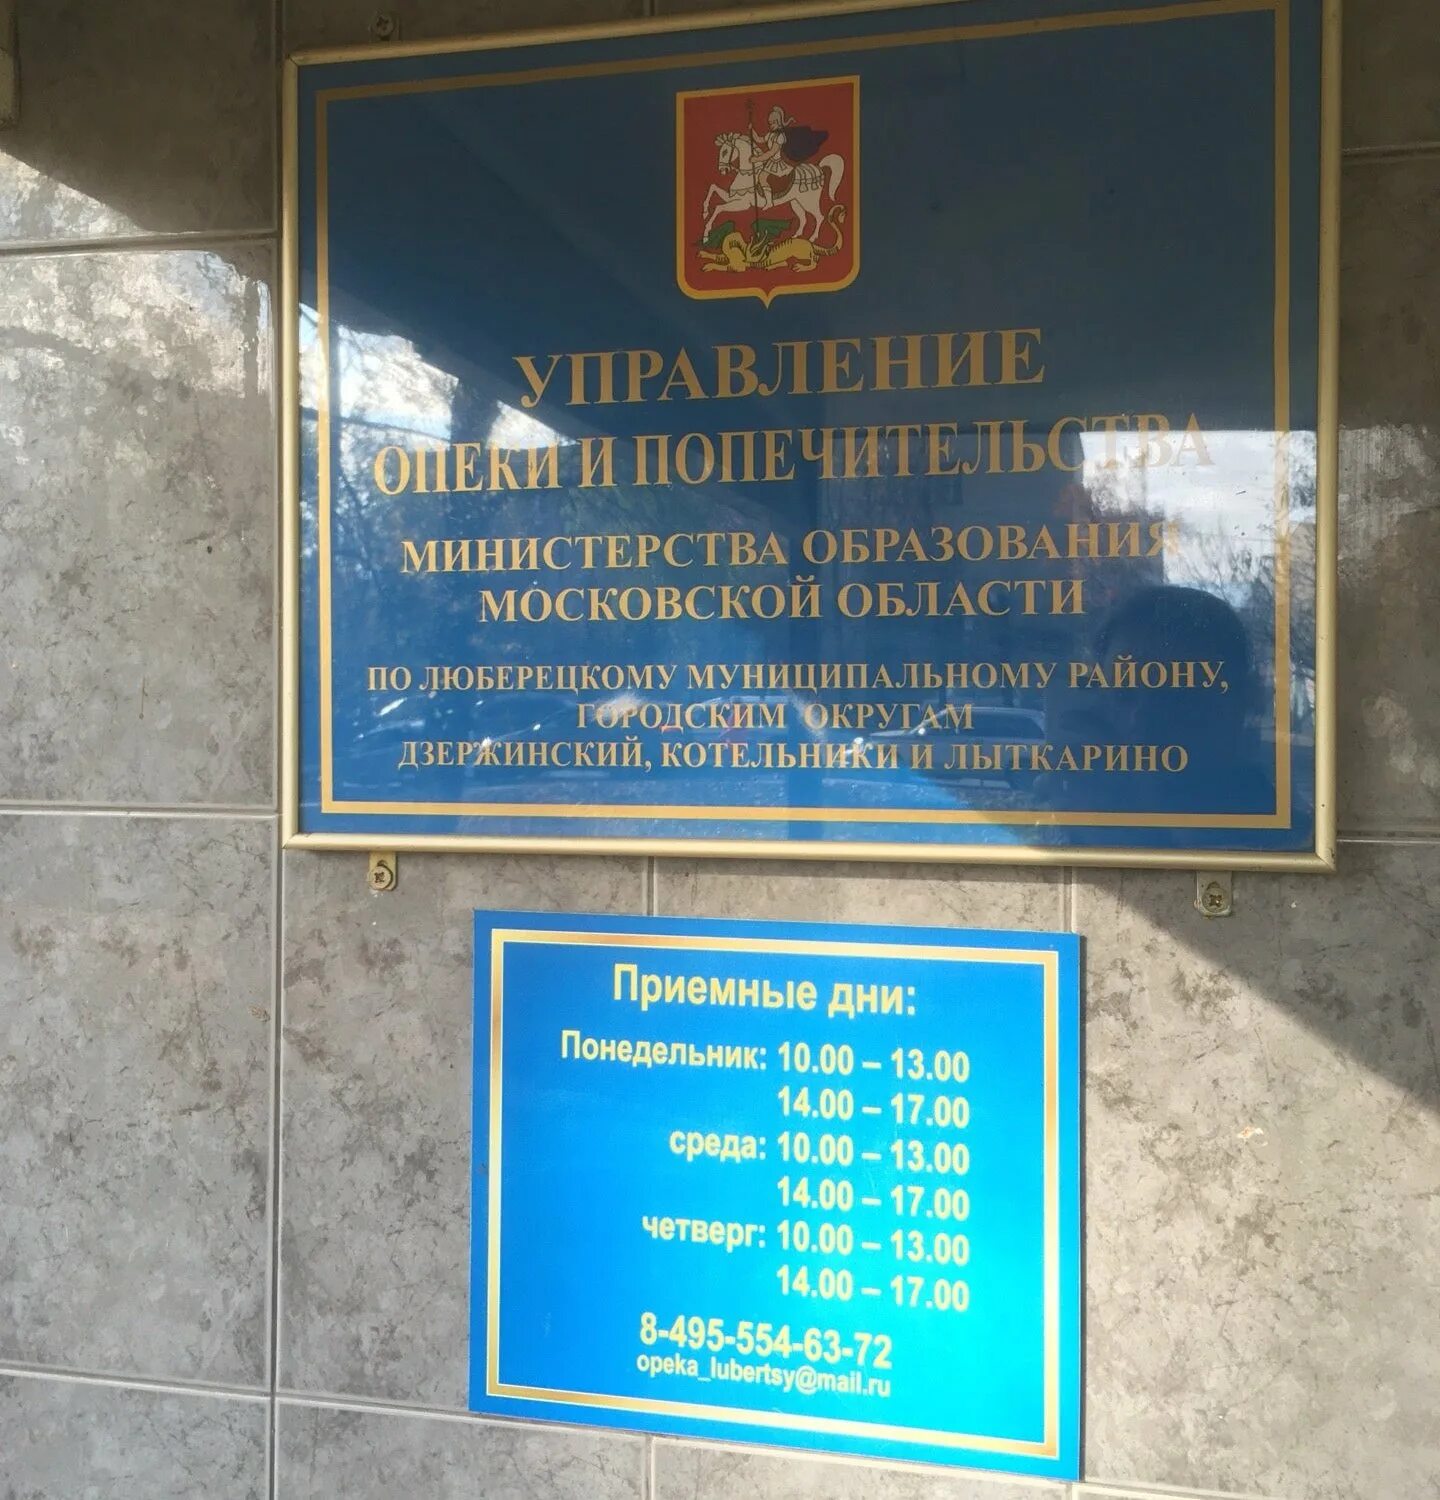 УПРАВЛЕНИЕ
ОПЕКИ И ПОПЕЧИТЕЛЬСТВА
МИНИСТЕРСТВА ОБРАЗОВАНИЯ
МОСКОВСКОЙ ОБЛАСТИ
ПО ЛЮБЕРЕЦКОМУ МУНИЦИПАЛЬНОМУ РАЙОНУ,
ГОРОДСКИМ ОКРУГАМ
ДЗЕРЖИНСКИЙ, КОТЕЛЬНИКИ И ЛЫТКАРИНО
Приемные дни:
Понедельник: 10.00 – 13.00
14.00 – 17.00
среда: 10.00 – 13.00
14.00 – 17.00
четверг: 10.00 – 13.00
14.00 – 17.00
8-495-554-63-72
opeka_lubertsy@mail.ru